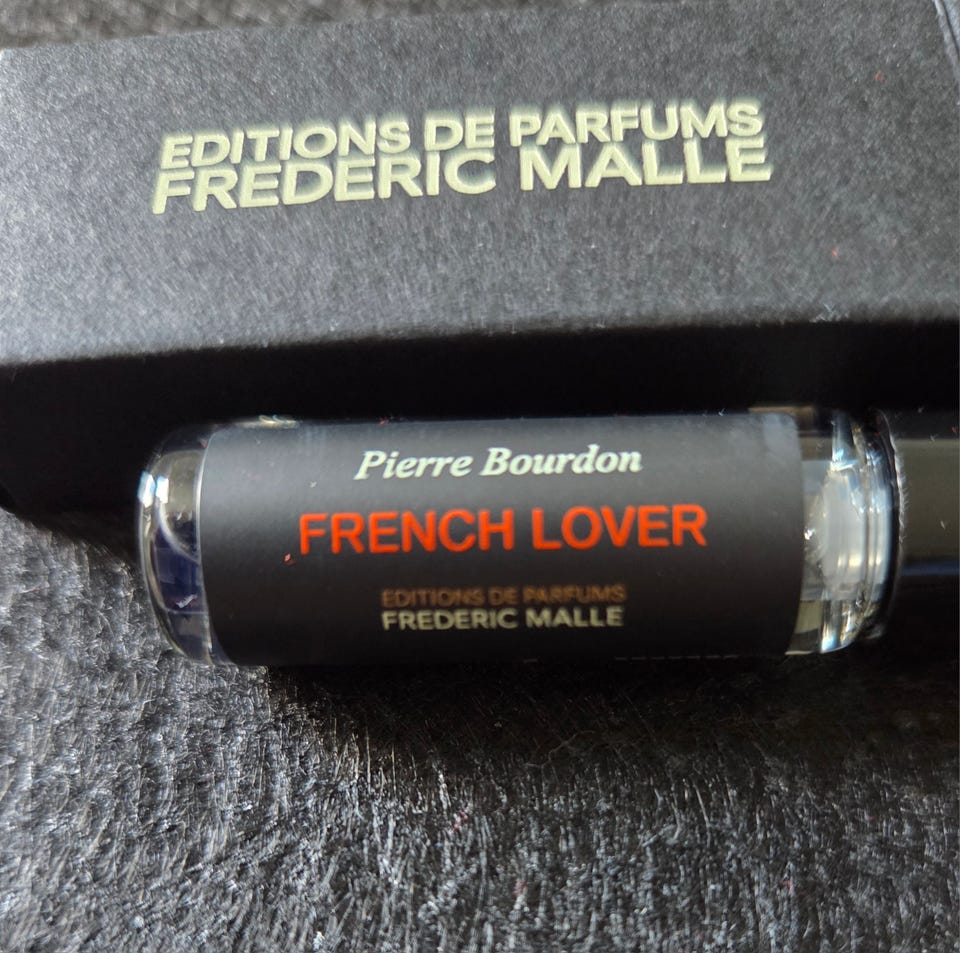 EDITIONS DE PARFUMS
FREDERIC MALLE
Pierre Bourdon
FRENCH LOVER
EDITIONS DE PARFUMS
FREDERIC MALLE